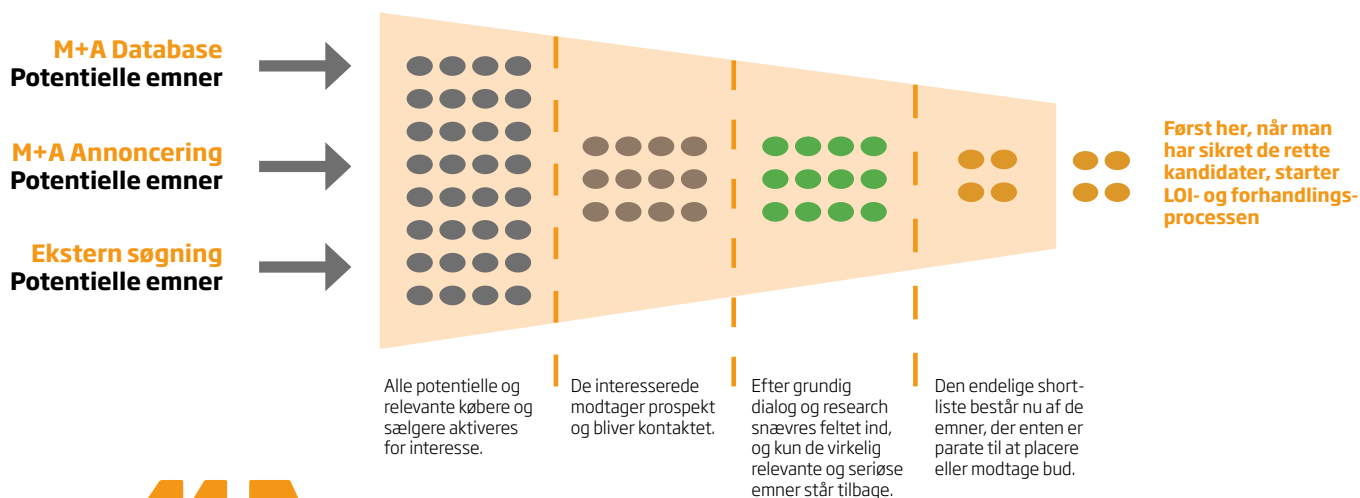 M+A Database
Potentielle emner
M+A Annoncering
Potentielle emner
Ekstern søgning
Potentielle emner
Først her, når man
har sikret de rette
kandidater, starter
LOI- og forhandlings-
processen
Alle potentielle og
relevante købere og
sælgere aktiveres
for interesse.
De interesserede
modtager prospekt
og bliver kontaktet.
Efter grundig
dialog og research
snævres feltet ind,
og kun de virkelig
relevante og seriøse
emner står tilbage.
Den endelige short-
liste består nu af de
emner, der enten er
parate til at placere
eller modtage bud.